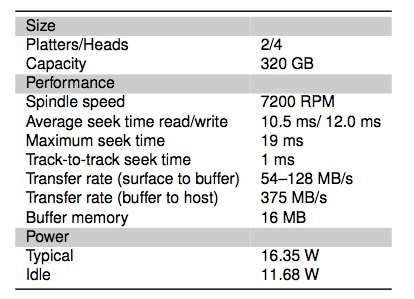 Size
Platters/Heads 2/4
Capacity 320 GB
Performance
Spindle speed 7200 RPM
Average seek time read/write 10.5 ms/ 12.0 ms
Maximum seek time 19 ms
Track-to-track seek time 1 ms
Transfer rate (surface to buffer) 54–128 MB/s
Transfer rate (buffer to host) 375 MB/s
Buffer memory 16 MB
Power
Typical 16.35 W
Idle 11.68 W